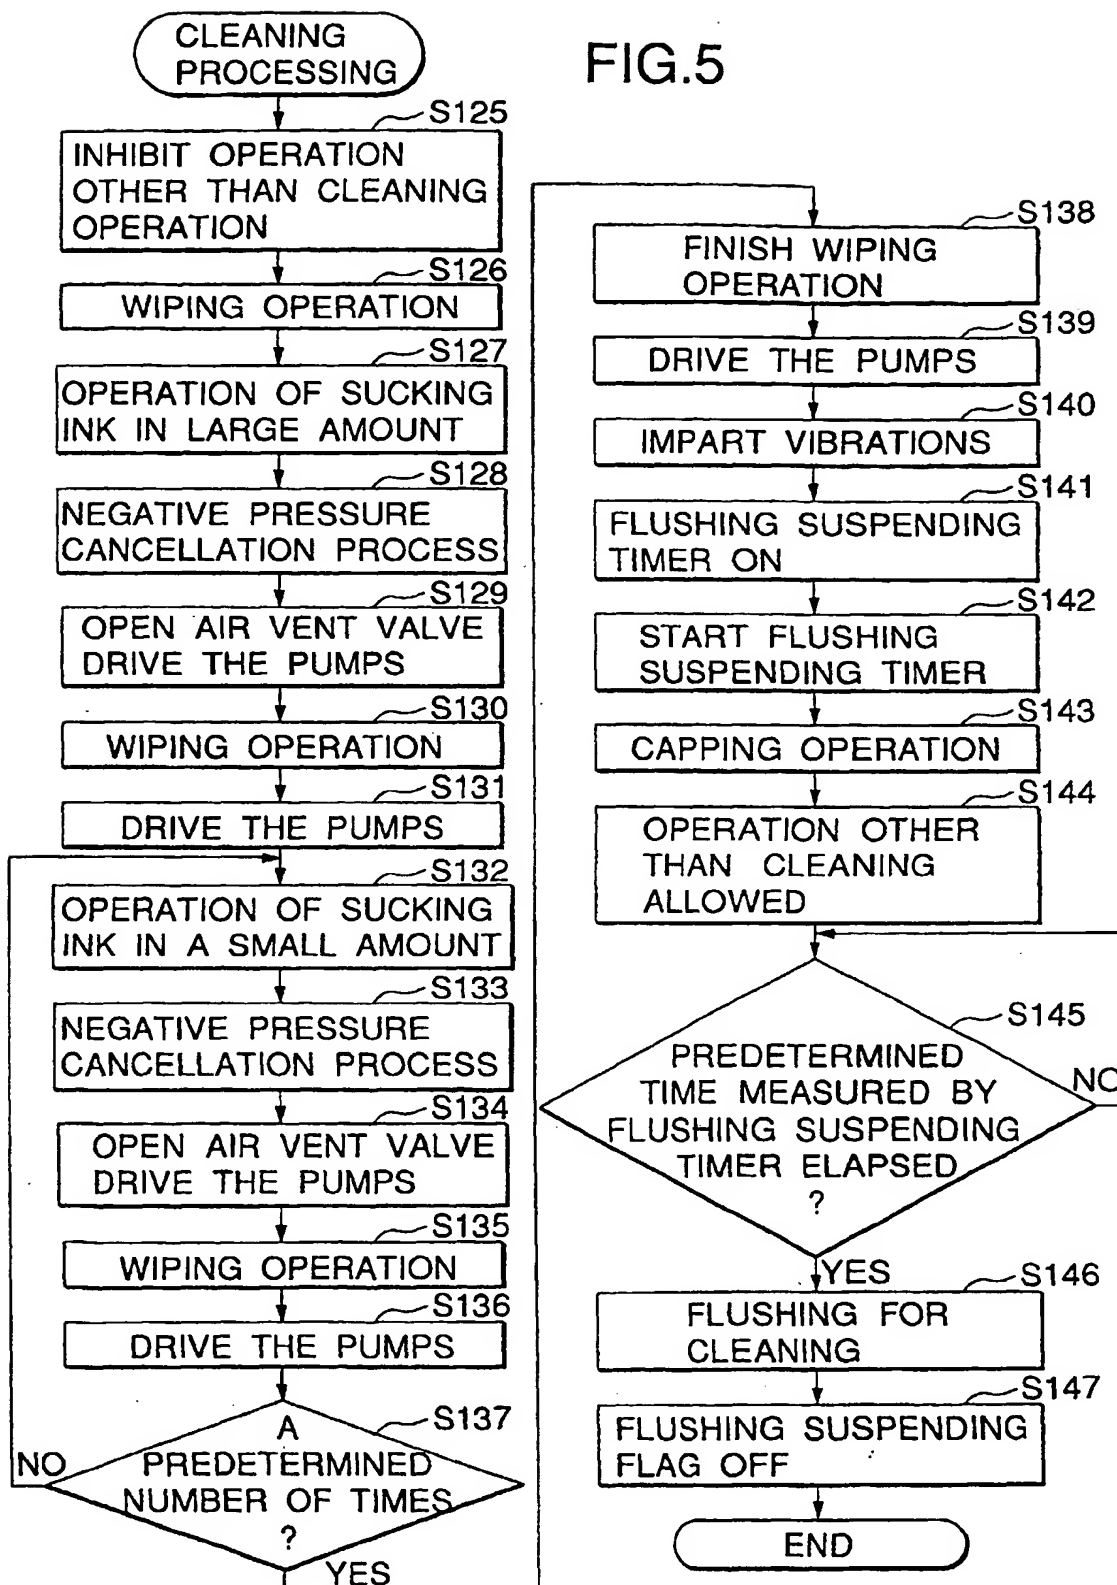 FIG.5
CLEANING
PROCESSING
S125
INHIBIT OPERATION
OTHER THAN CLEANING
OPERATION
S126
WIPING OPERATION
S127
OPERATION OF SUCKING
INK IN LARGE AMOUNT
S128
NEGATIVE PRESSURE
CANCELLATION PROCESS
S129
OPEN AIR VENT VALVE
DRIVE THE PUMPS
S130
WIPING OPERATION
S131
DRIVE THE PUMPS
S132
OPERATION OF SUCKING
INK IN A SMALL AMOUNT
S133
NEGATIVE PRESSURE
CANCELLATION PROCESS
S134
OPEN AIR VENT VALVE
DRIVE THE PUMPS
S135
WIPING OPERATION
S136
DRIVE THE PUMPS
S137
A
PREDETERMINED
NUMBER OF TIMES
?
NO
YES
S138
FINISH WIPING
OPERATION
S139
DRIVE THE PUMPS
S140
IMPART VIBRATIONS
S141
FLUSHING SUSPENDING
TIMER ON
S142
START FLUSHING
SUSPENDING TIMER
S143
CAPPING OPERATION
S144
OPERATION OTHER
THAN CLEANING
ALLOWED
S145
PREDETERMINED
TIME MEASURED BY
FLUSHING SUSPENDING
TIMER ELAPSED
?
NO
YES
S146
FLUSHING FOR
CLEANING
S147
FLUSHING SUSPENDING
FLAG OFF
END